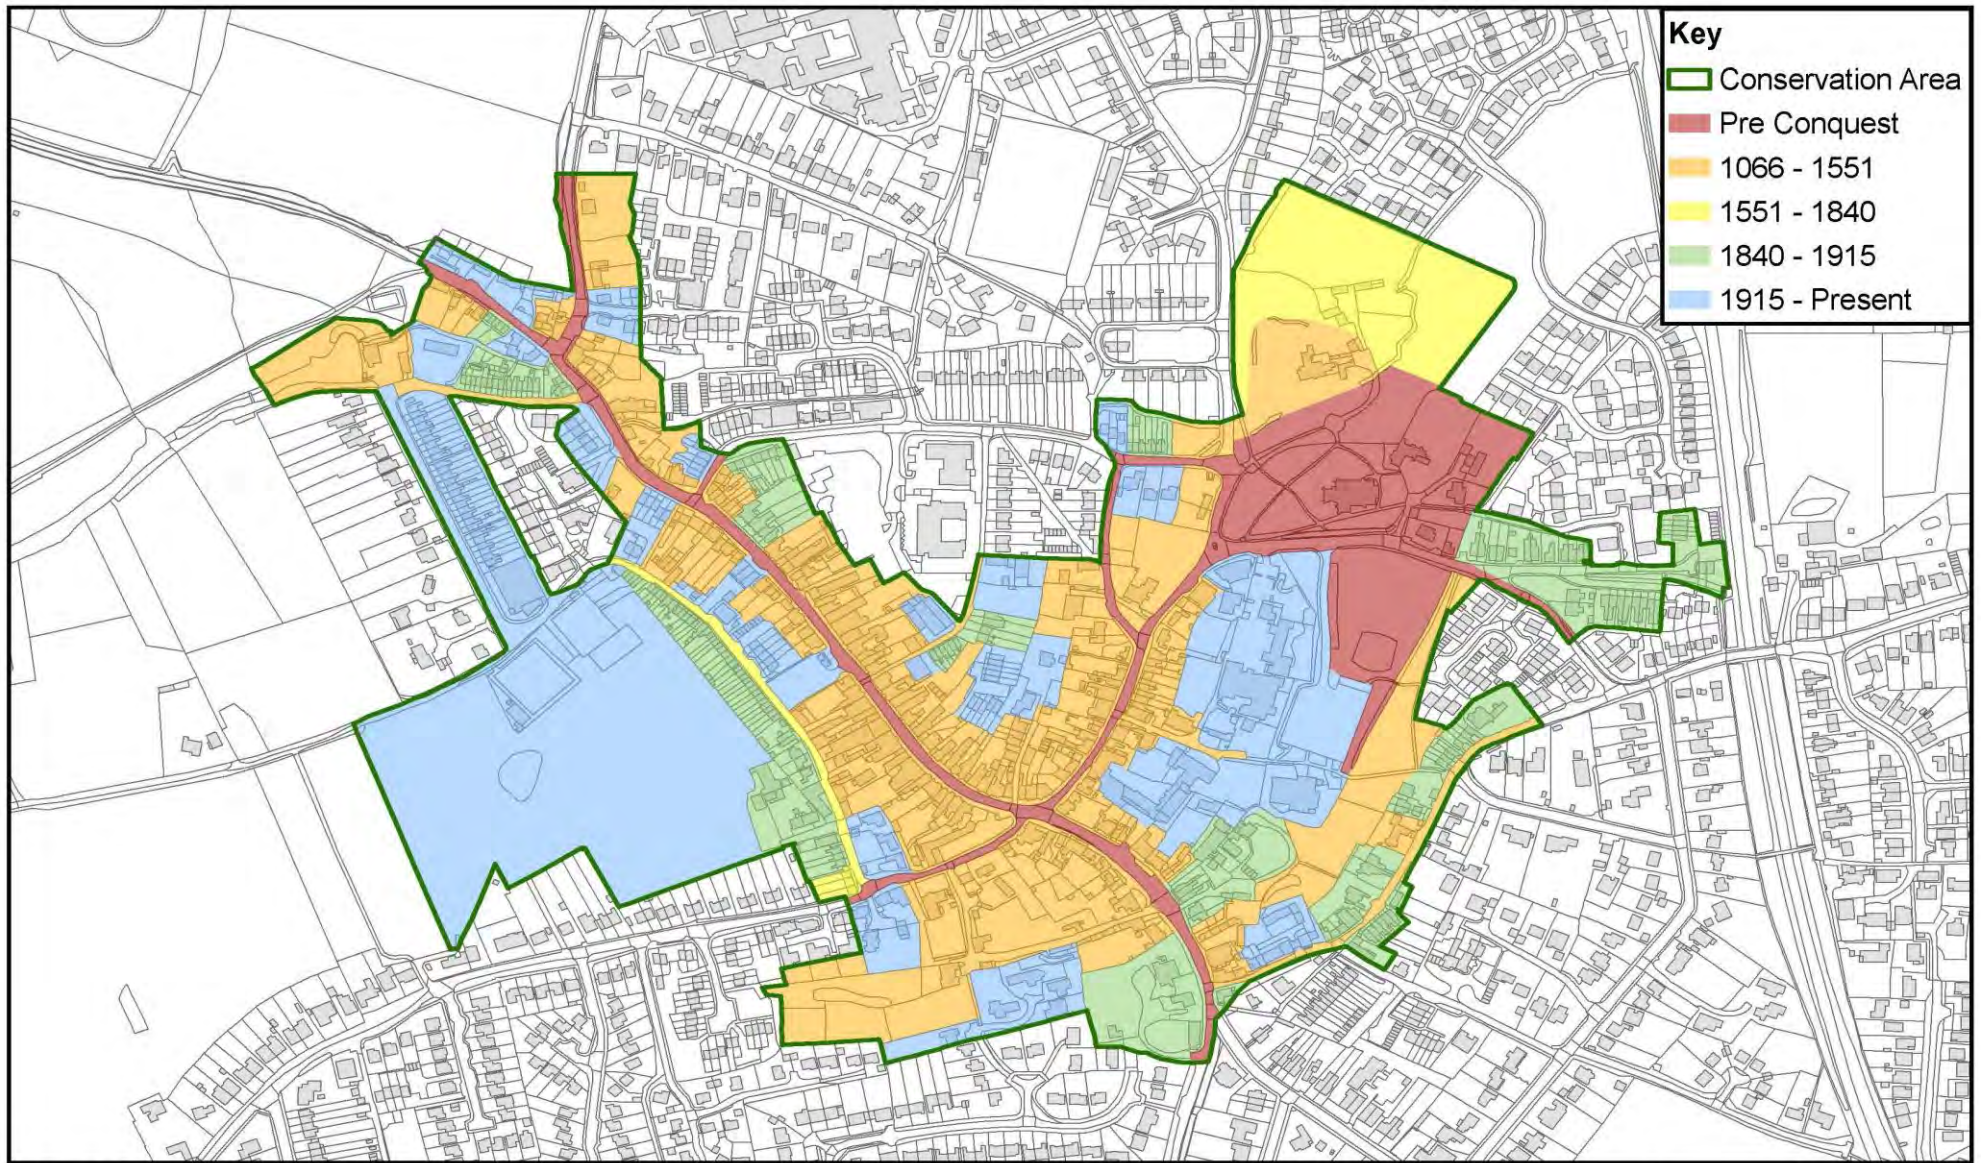 Key
Conservation Area
Pre Conquest
1066 - 1551
1551 - 1840
1840 - 1915
1915 - Present